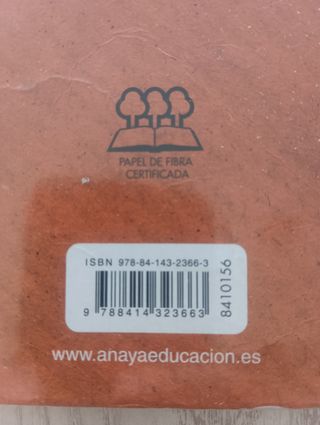 PAPEL DE FIBRA
CERTIFICADA
ISBN 978-84-143-2366-3
9 788414 323663
8410156
www.anayaeducacion.es